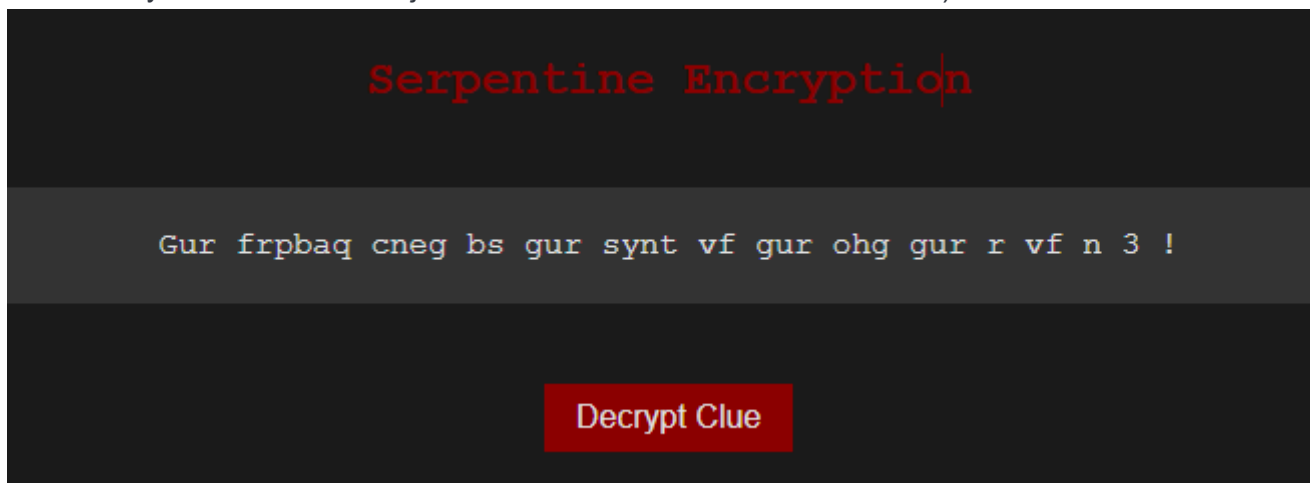 Serpentine Encryption
Gur frpbaq cneg bs gur synt vf gur ohg gur r vf n 3 !
Decrypt Clue